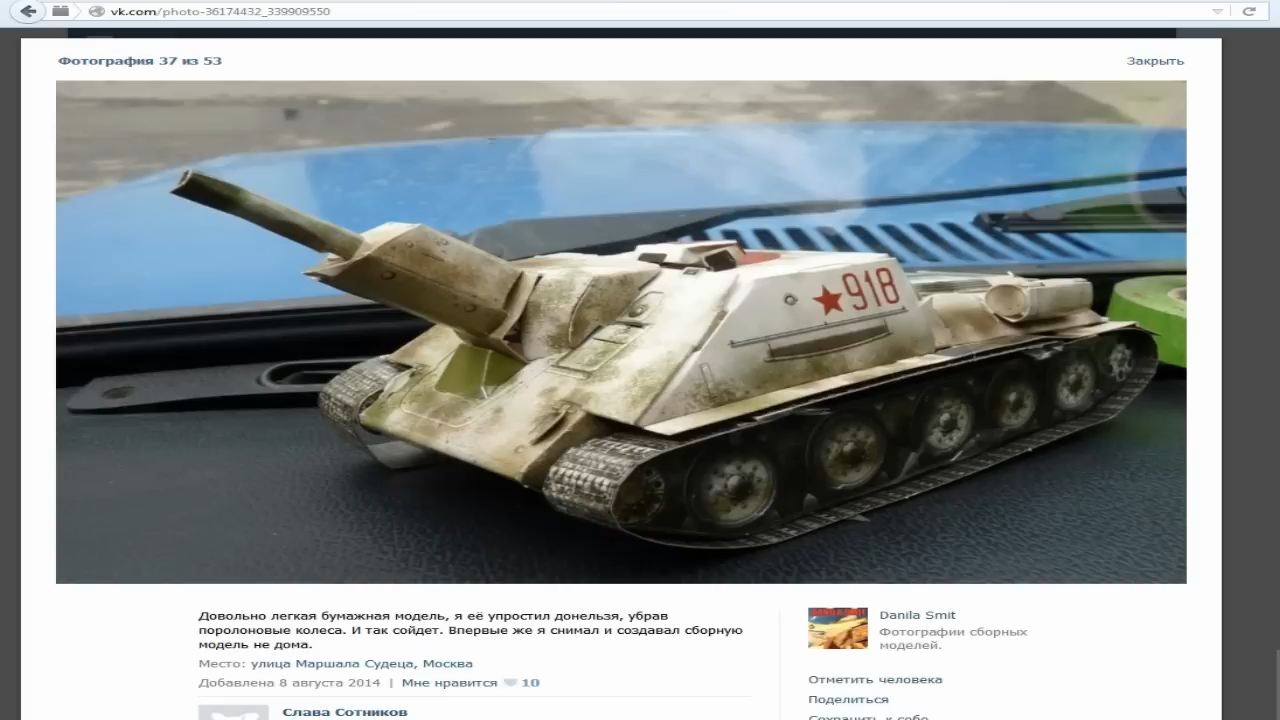 vk.com/photo-36174432_339909550
Фотография 37 из 53
Закрыть
918
Довольно легкая бумажная модель, я её упростил донельзя, убрав
поролоновые колеса. И так сойдет. Впервые же я снимал и создавал сборную
модель не дома.
Место: улица Маршала Судеца, Москва
Добавлена 8 августа 2014 | Мне нравится 10
Слава Сотников
Danila Smit
Фотографии сборных
моделей.
Отметить человека
Поделиться
Сохранить к себе